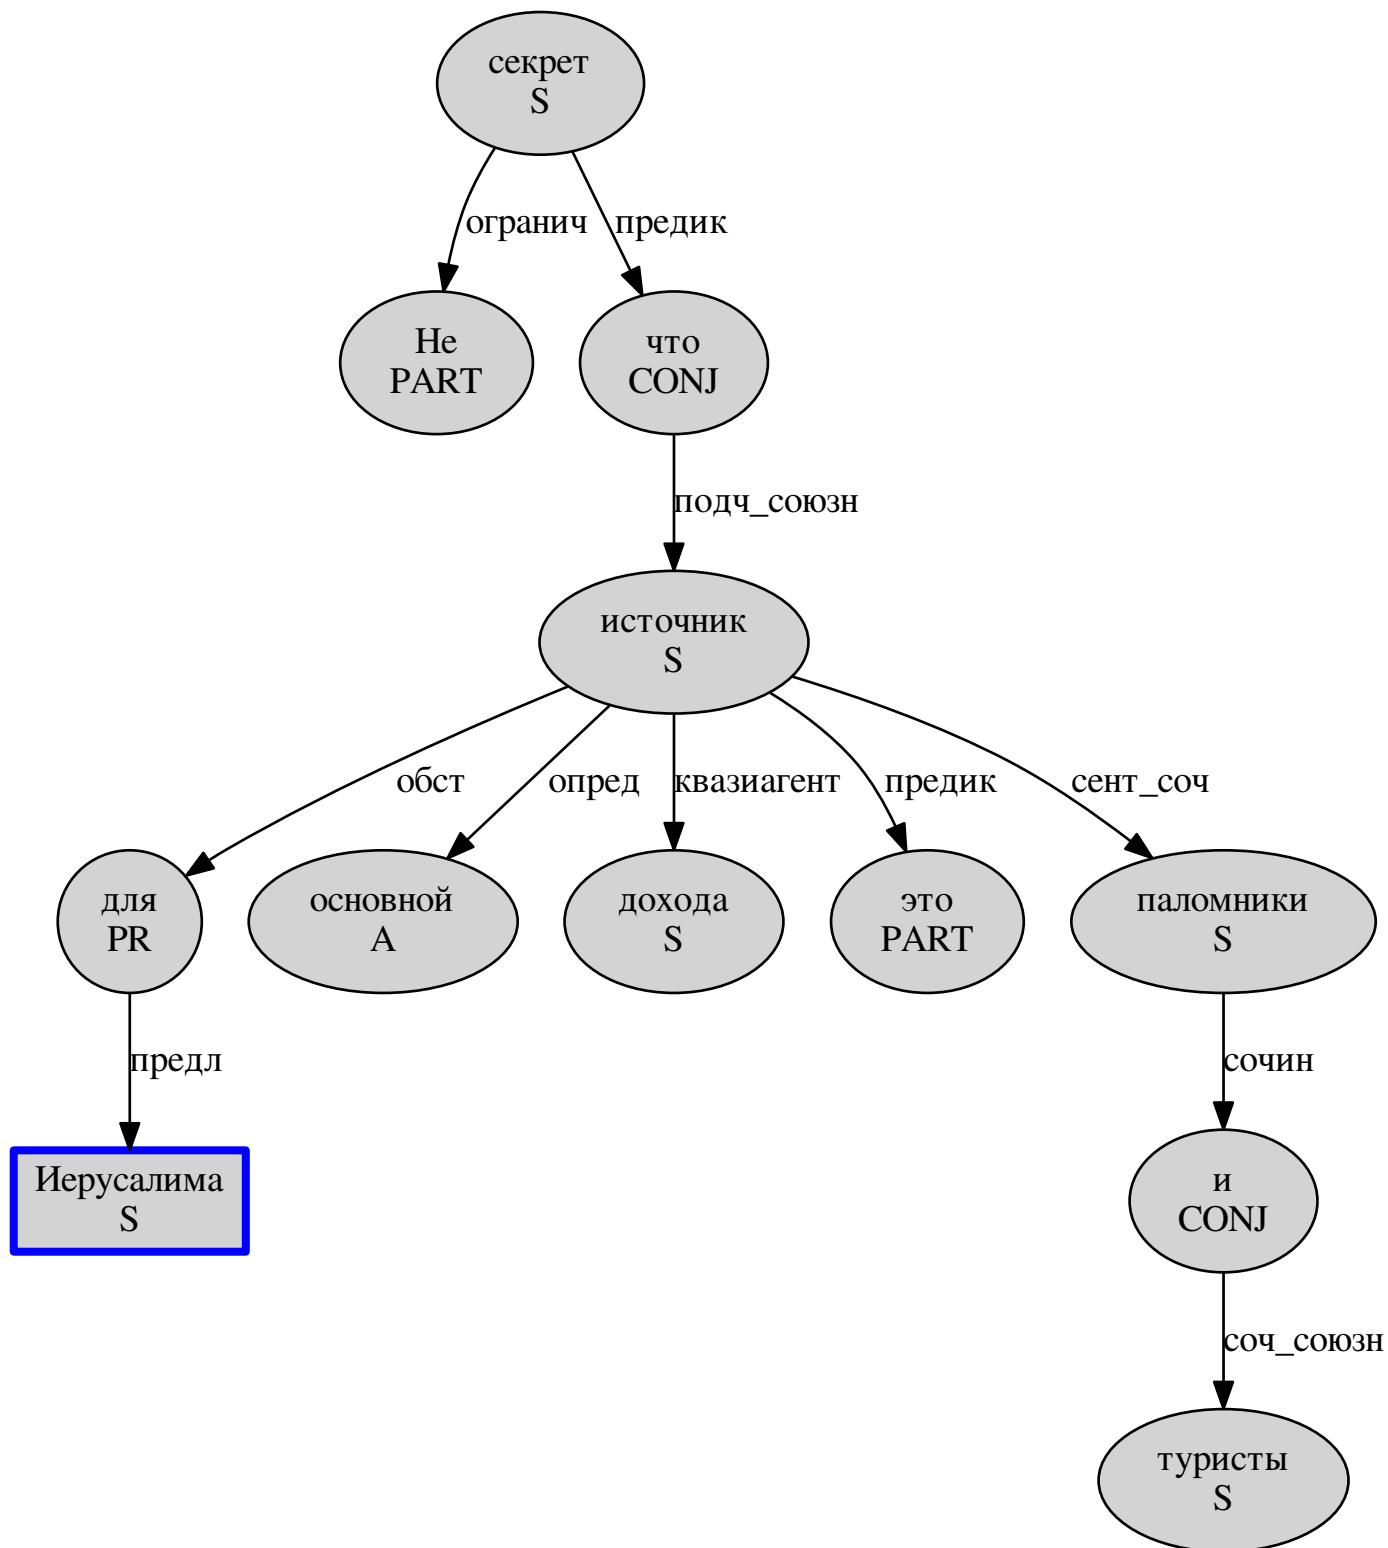 секрет
S
огранич
предик
Не
PART
что
CONJ
подч_союзн
источник
S
обст
опред
квазиагент
предик
сент_соч
для
PR
основной
A
дохода
S
это
PART
паломники
S
предл
сочин
Иерусалима
S
и
CONJ
соч_союзн
туристы
S